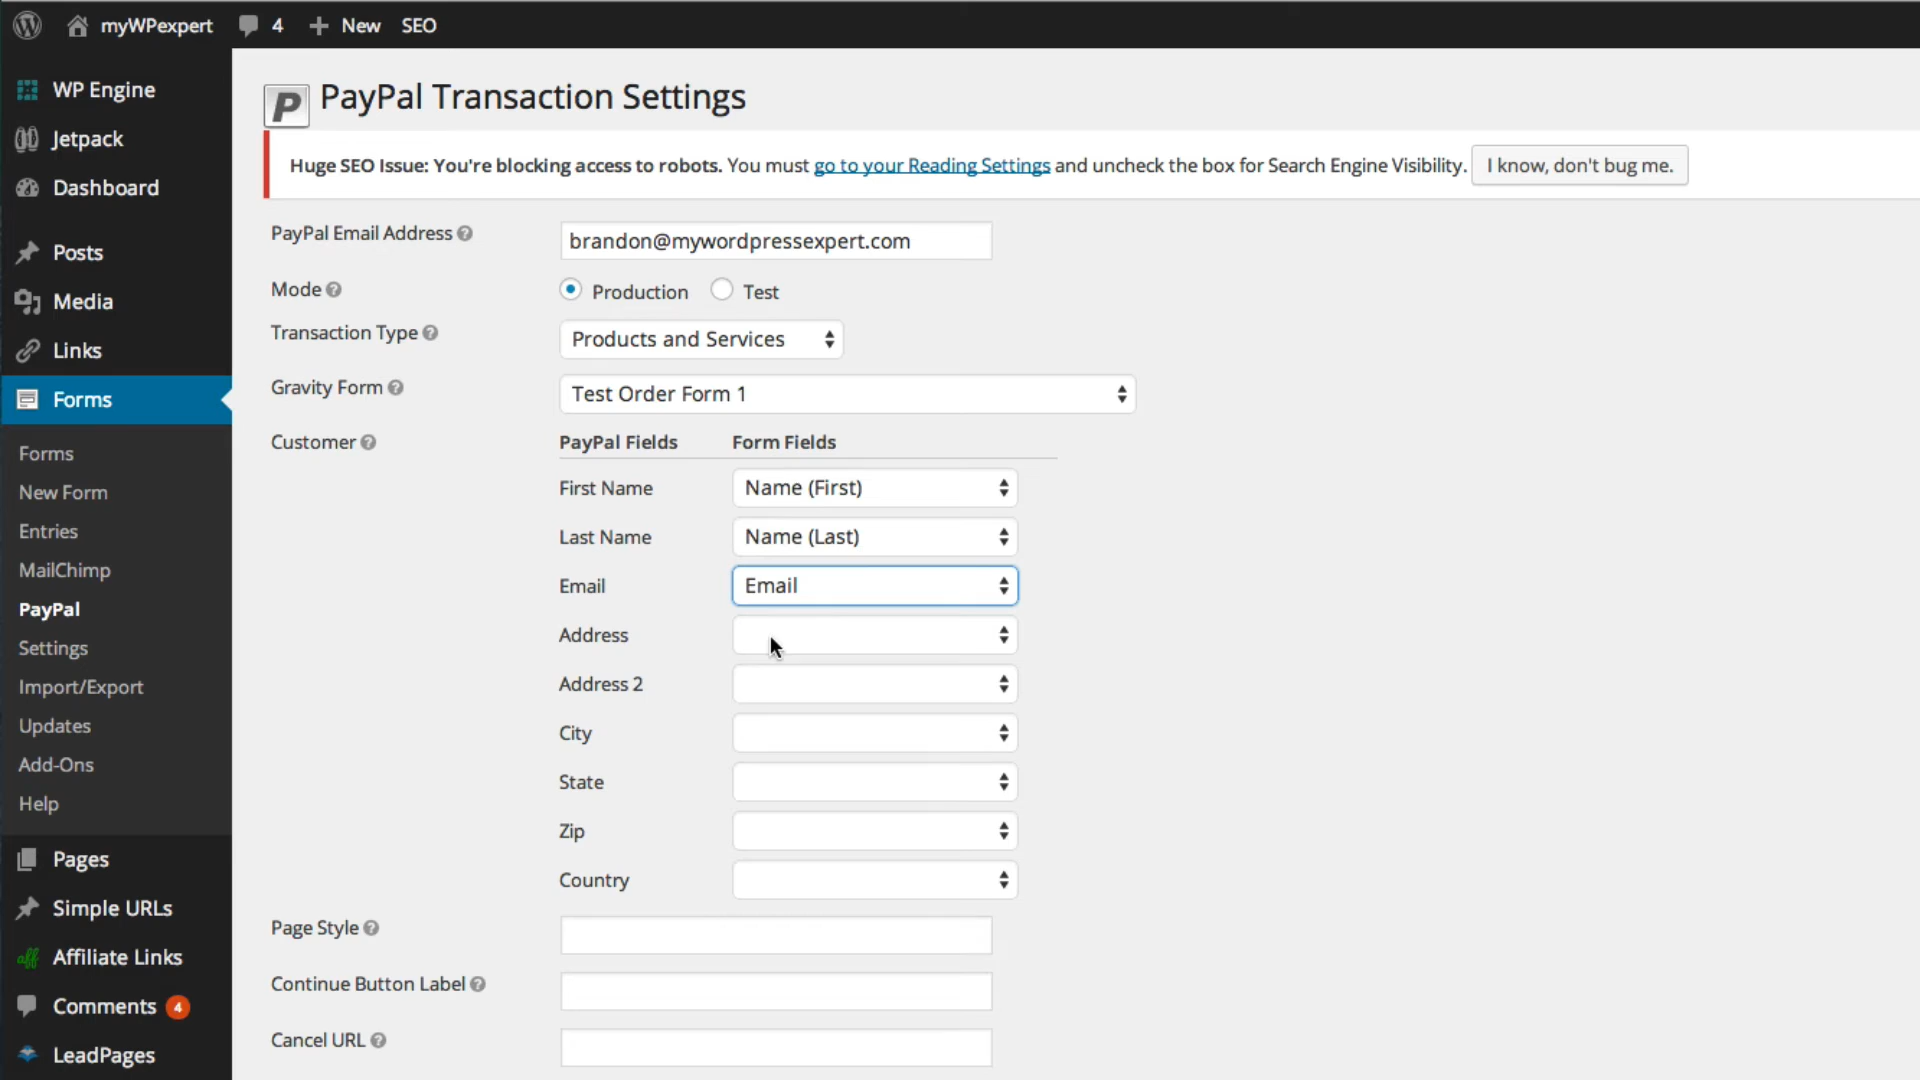 myWPexpert 4 New SEO
WP Engine
Jetpack
Dashboard
Posts
Media
Links
Forms
Forms
New Form
Entries
MailChimp
PayPal
Settings
Import/Export
Updates
Add-Ons
Help
Pages
Simple URLs
Affiliate Links
Comments 4
LeadPages
PayPal Transaction Settings
Huge SEO Issue: You're blocking access to robots. You must go to your Reading Settings and uncheck the box for Search Engine Visibility. I know, don't bug me.
PayPal Email Address ? brandon@mywordpressexpert.com
Mode ? Production Test
Transaction Type ? Products and Services
Gravity Form ? Test Order Form 1
Customer ? PayPal Fields Form Fields
First Name Name (First)
Last Name Name (Last)
Email Email
Address
Address 2
City
State
Zip
Country
Page Style ?
Continue Button Label ?
Cancel URL ?